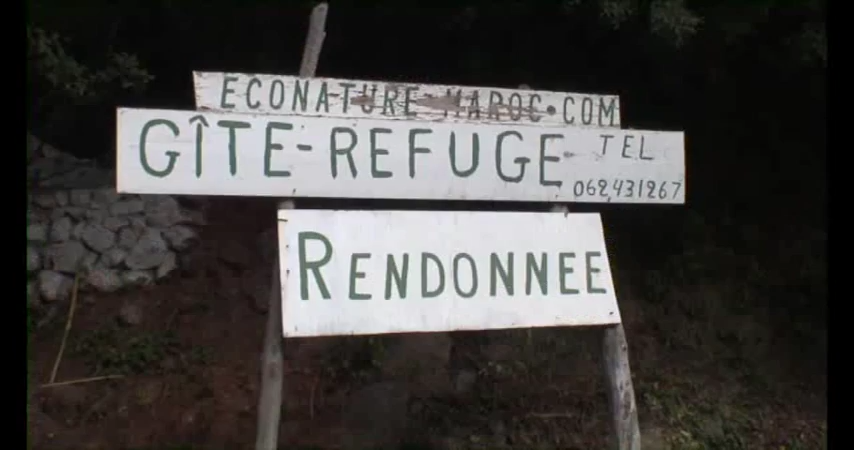 ECONATURE-MAROC.COM
GÎTE-REFUGE TEL
062431267
RENDONNEE